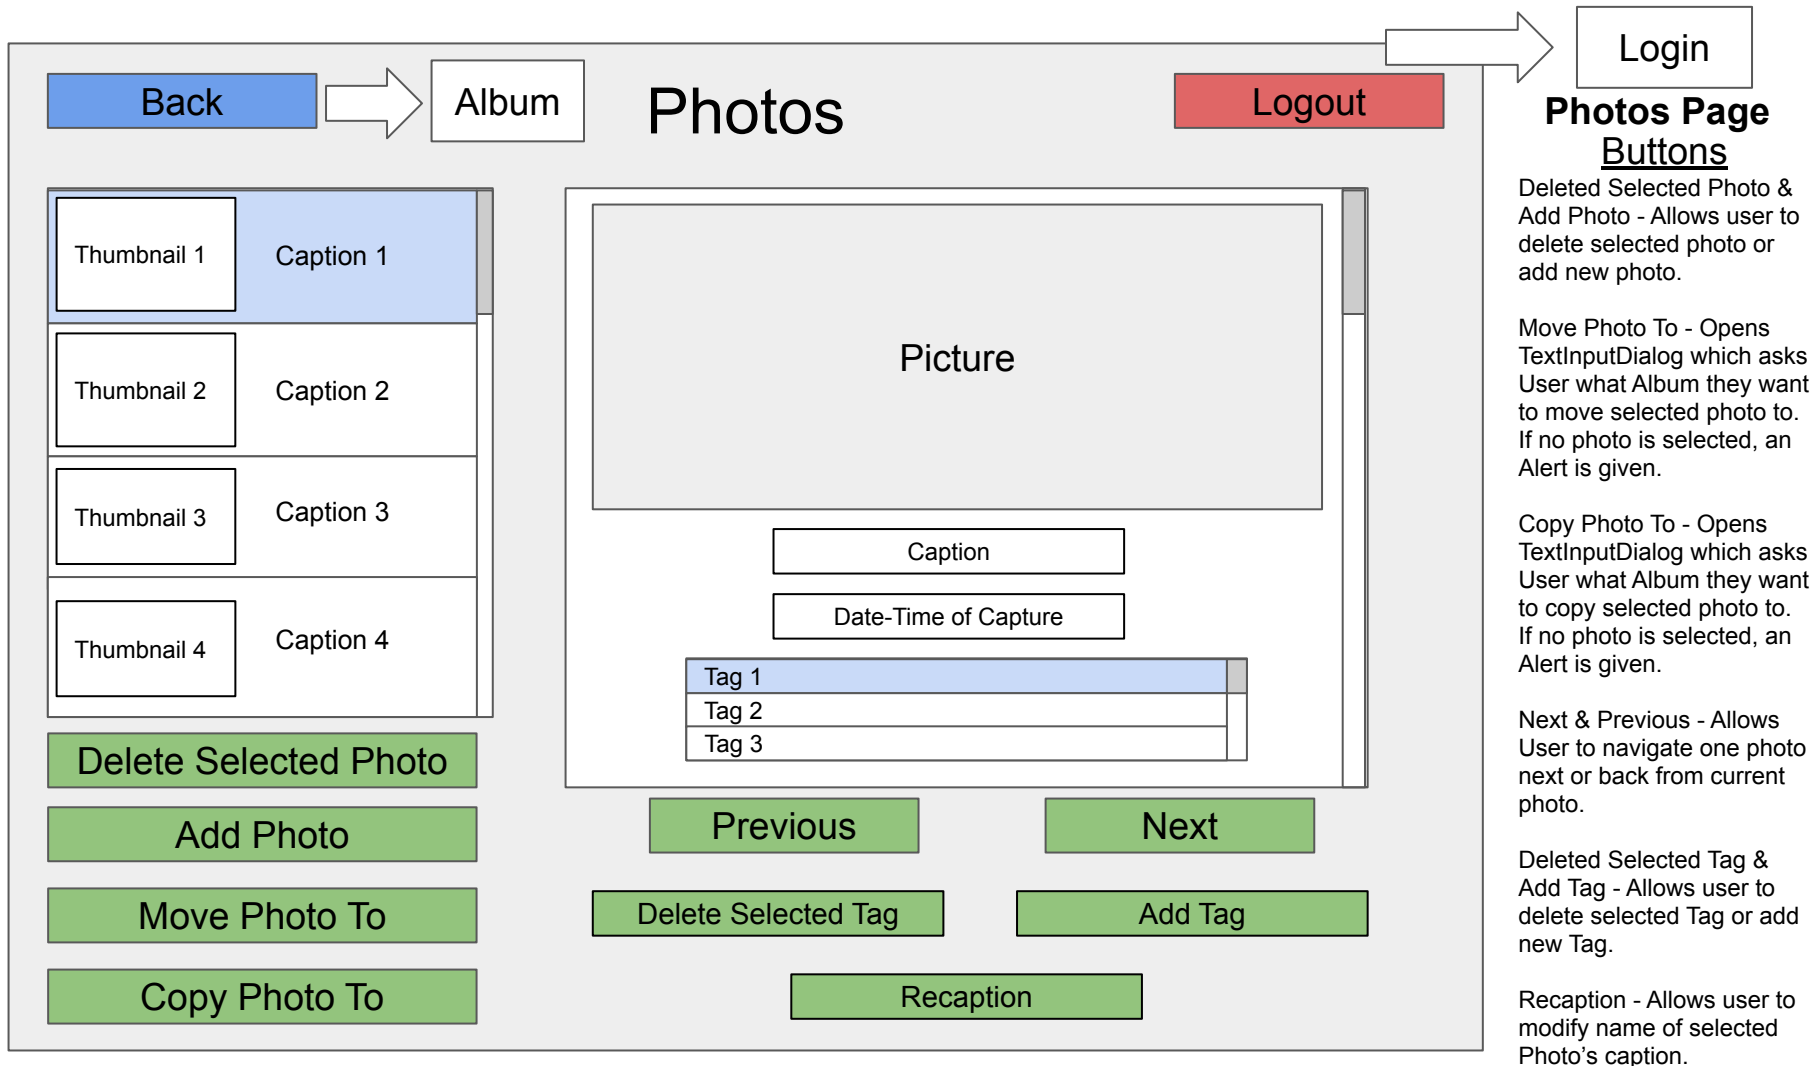 Login
Back
Album
Photos
Logout
Thumbnail 1
Caption 1
Thumbnail 2
Caption 2
Thumbnail 3
Caption 3
Thumbnail 4
Caption 4
Delete Selected Photo
Add Photo
Move Photo To
Copy Photo To
Picture
Caption
Date-Time of Capture
Tag 1
Tag 2
Tag 3
Previous
Next
Delete Selected Tag
Add Tag
Recaption
Photos Page
Buttons
Deleted Selected Photo &
Add Photo - Allows user to
delete selected photo or
add new photo.
Move Photo To - Opens
TextInputDialog which asks
User what Album they want
to move selected photo to.
If no photo is selected, an
Alert is given.
Copy Photo To - Opens
TextInputDialog which asks
User what Album they want
to copy selected photo to.
If no photo is selected, an
Alert is given.
Next & Previous - Allows
User to navigate one photo
next or back from current
photo.
Deleted Selected Tag &
Add Tag - Allows user to
delete selected Tag or add
new Tag.
Recaption - Allows user to
modify name of selected
Photo's caption.